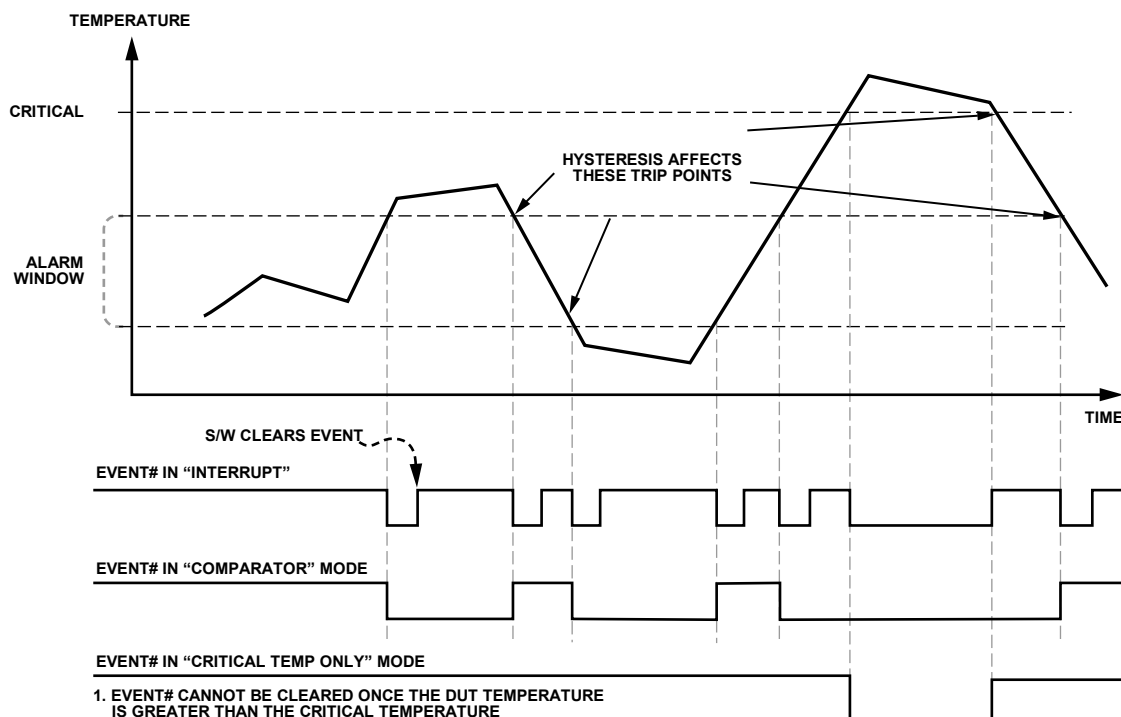 TEMPERATURE
CRITICAL
HYSTERESIS AFFECTS
THESE TRIP POINTS
ALARM
WINDOW
TIME
S/W CLEARS EVENT
EVENT# IN “INTERRUPT”
EVENT# IN “COMPARATOR” MODE
EVENT# IN “CRITICAL TEMP ONLY” MODE
1. EVENT# CANNOT BE CLEARED ONCE THE DUT TEMPERATURE
IS GREATER THAN THE CRITICAL TEMPERATURE